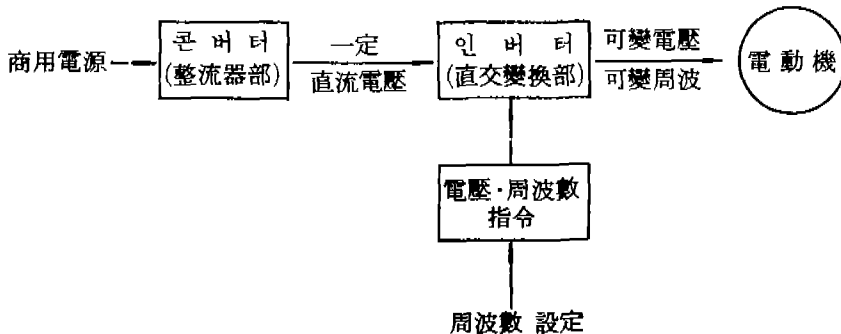 商用電源
콘 버 터
(整流器部)
一定
直流電壓
인 버 터
(直交變換部)
可變電壓
可變周波
電 動 機
電壓·周波數
指令
周波數 設定